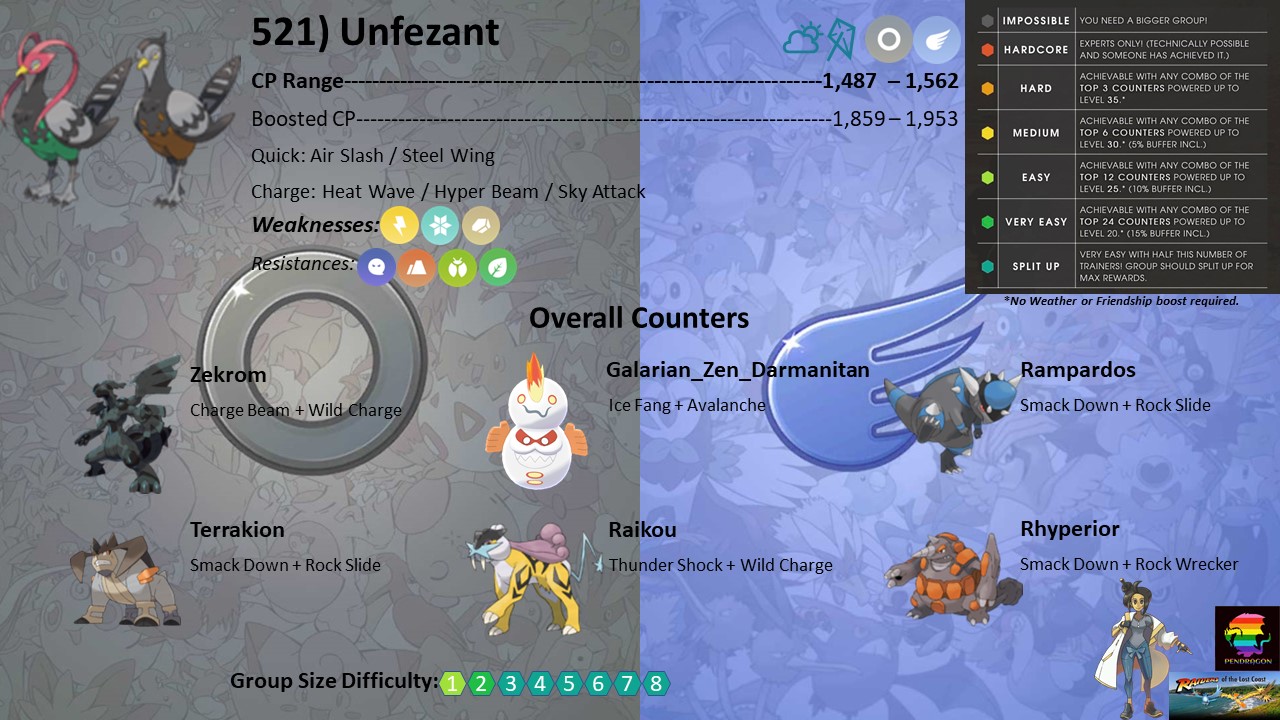 521) Unfezant
CP Range------------------------------------------------------------------------1,487 – 1,562
Boosted CP------------------------------------------------------------------------1,859 – 1,953
Quick: Air Slash / Steel Wing
Charge: Heat Wave / Hyper Beam / Sky Attack
Weaknesses:
Resistances:
IMPOSSIBLE YOU NEED A BIGGER GROUP!
HARDCORE EXPERTS ONLY! (TECHNICALLY POSSIBLE
AND SOMEONE HAS ACHIEVED IT.)
HARD ACHIEVABLE WITH ANY COMBO OF THE
TOP 3 COUNTERS POWERED UP TO
LEVEL 35.*
MEDIUM ACHIEVABLE WITH ANY COMBO OF THE
TOP 6 COUNTERS POWERED UP TO
LEVEL 30.* (5% BUFFER INCL.)
EASY ACHIEVABLE WITH ANY COMBO OF THE
TOP 12 COUNTERS POWERED UP TO
LEVEL 25.* (10% BUFFER INCL.)
VERY EASY ACHIEVABLE WITH ANY COMBO OF THE
TOP 24 COUNTERS POWERED UP TO
LEVEL 20.* (15% BUFFER INCL.)
SPLIT UP VERY EASY WITH HALF THIS NUMBER OF
TRAINERS! GROUP SHOULD SPLIT UP FOR
MAX REWARDS.
*No Weather or Friendship boost required.
Overall Counters
Zekrom
Charge Beam + Wild Charge
Galarian_Zen_Darmanitan
Ice Fang + Avalanche
Rampardos
Smack Down + Rock Slide
Terrakion
Smack Down + Rock Slide
Raikou
Thunder Shock + Wild Charge
Rhyperior
Smack Down + Rock Wrecker
Group Size Difficulty: 1 2 3 4 5 6 7 8
PENDRAGON
RAIDERS of the Lost Coast